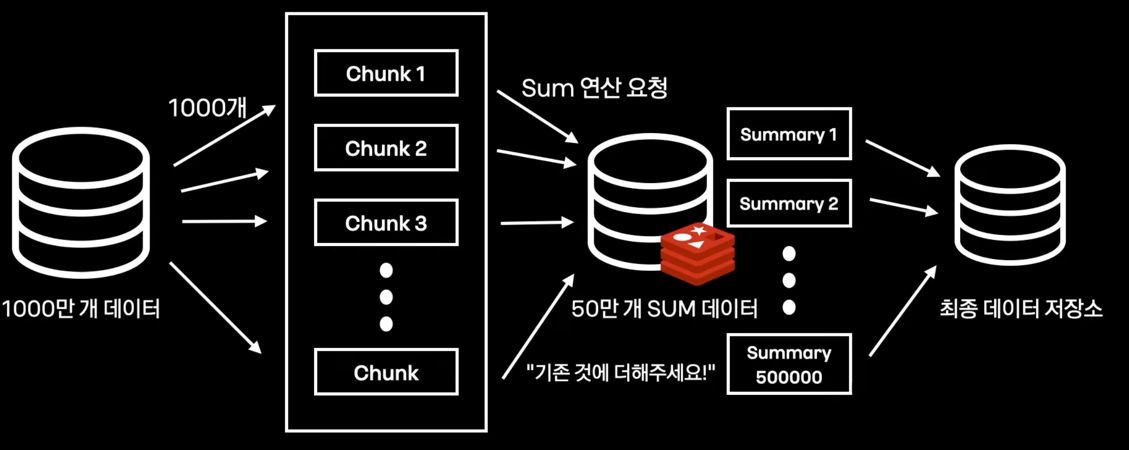 1000개
Chunk 1
Chunk 2
Chunk 3
Chunk
1000만 개 데이터
Sum 연산 요청
"기존 것에 더해주세요!"
50만 개 SUM 데이터
Summary 1
Summary 2
Summary
500000
최종 데이터 저장소